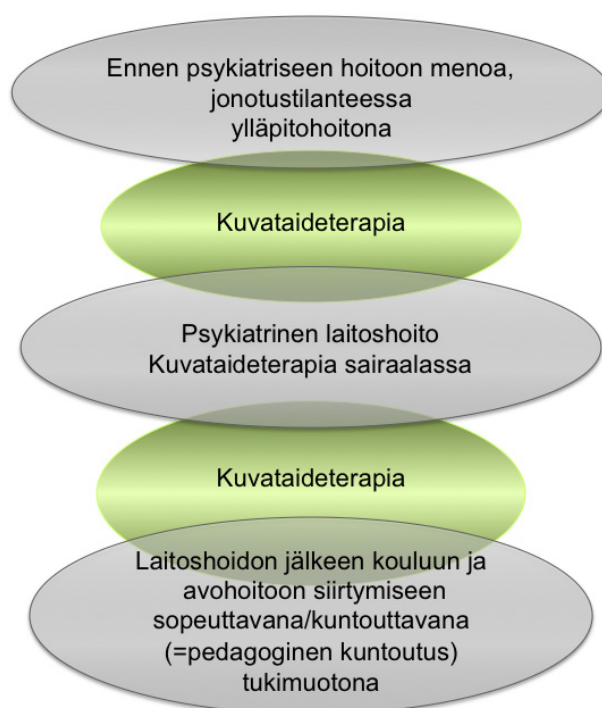 Ennen psykiatriseen hoitoon menoa,
jonotustilanteessa
ylläpitohoitona
Kuvataideterapia
Psykiatrinen laitoshoito
Kuvataideterapia sairaalassa
Kuvataideterapia
Laitoshoidon jälkeen kouluun ja
avohoitoon siirtymiseen
sopeuttavana/kuntouttavana
(=pedagoginen kuntoutus)
tukimuotona